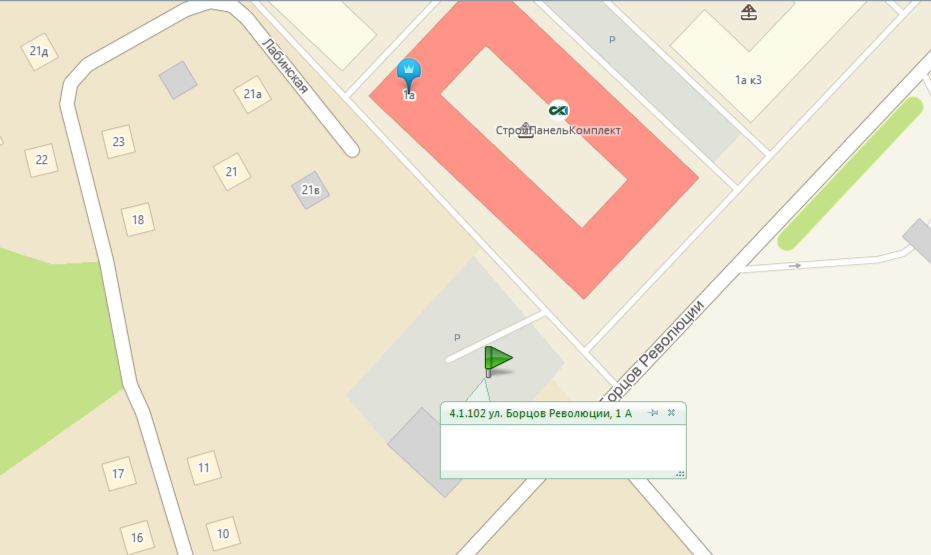 21д
Лабинская
21а
23
22
21
21в
18
1а
СтройПанельКомплект
P
1а к3
P
Борцов Революции
4.1.102 ул. Борцов Революции, 1 А
17
11
16
10